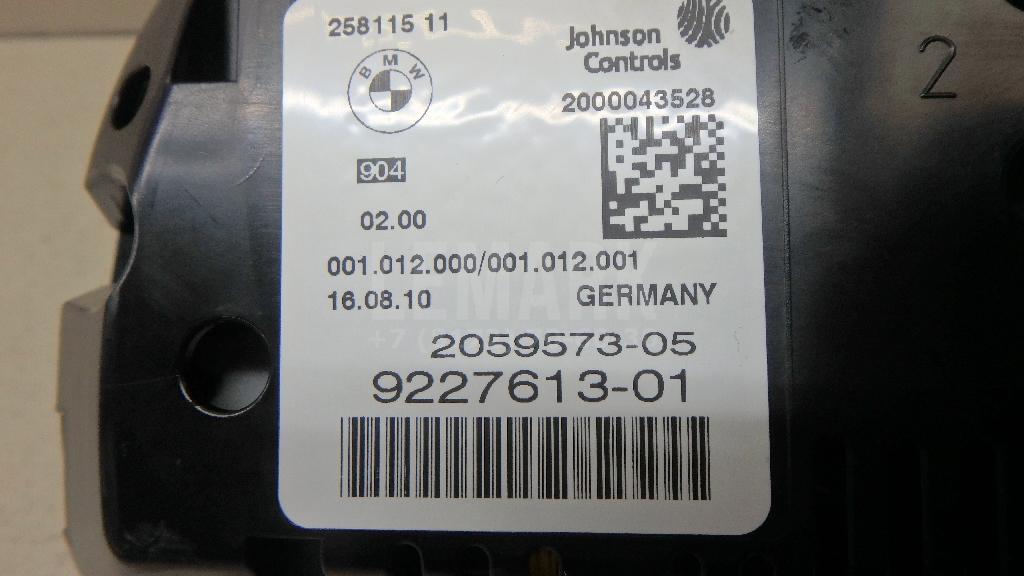 258115 11
BMW
Johnson
Controls
2000043528
904
02.00
001.012.000/001.012.001
LEMARK
16.08.10 GERMANY
2059573-05
9227613-01
2